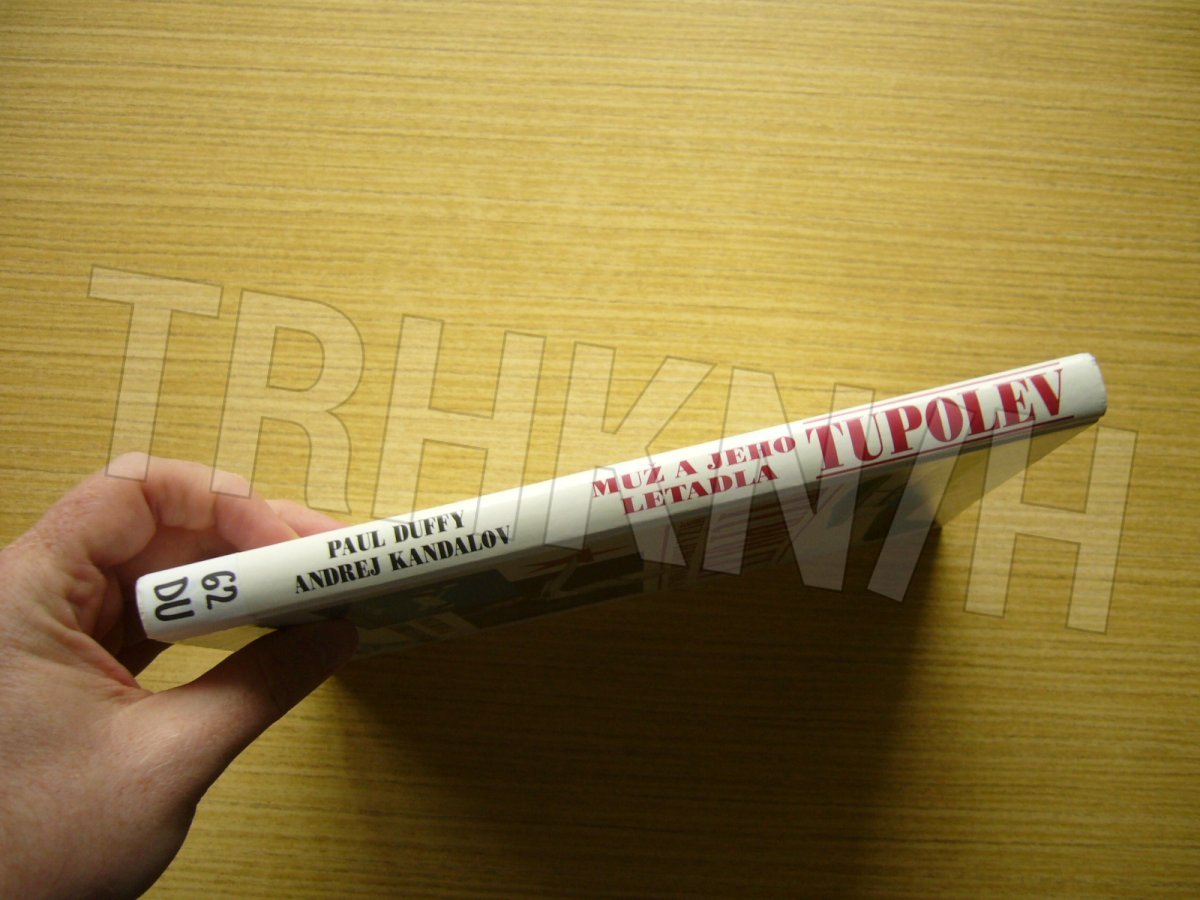 PAUL DUFFY
ANDREJ KANDALOV
MUŽ A JEHO
LETADLA
TUPOLEV
62
DU
TRHKNIH